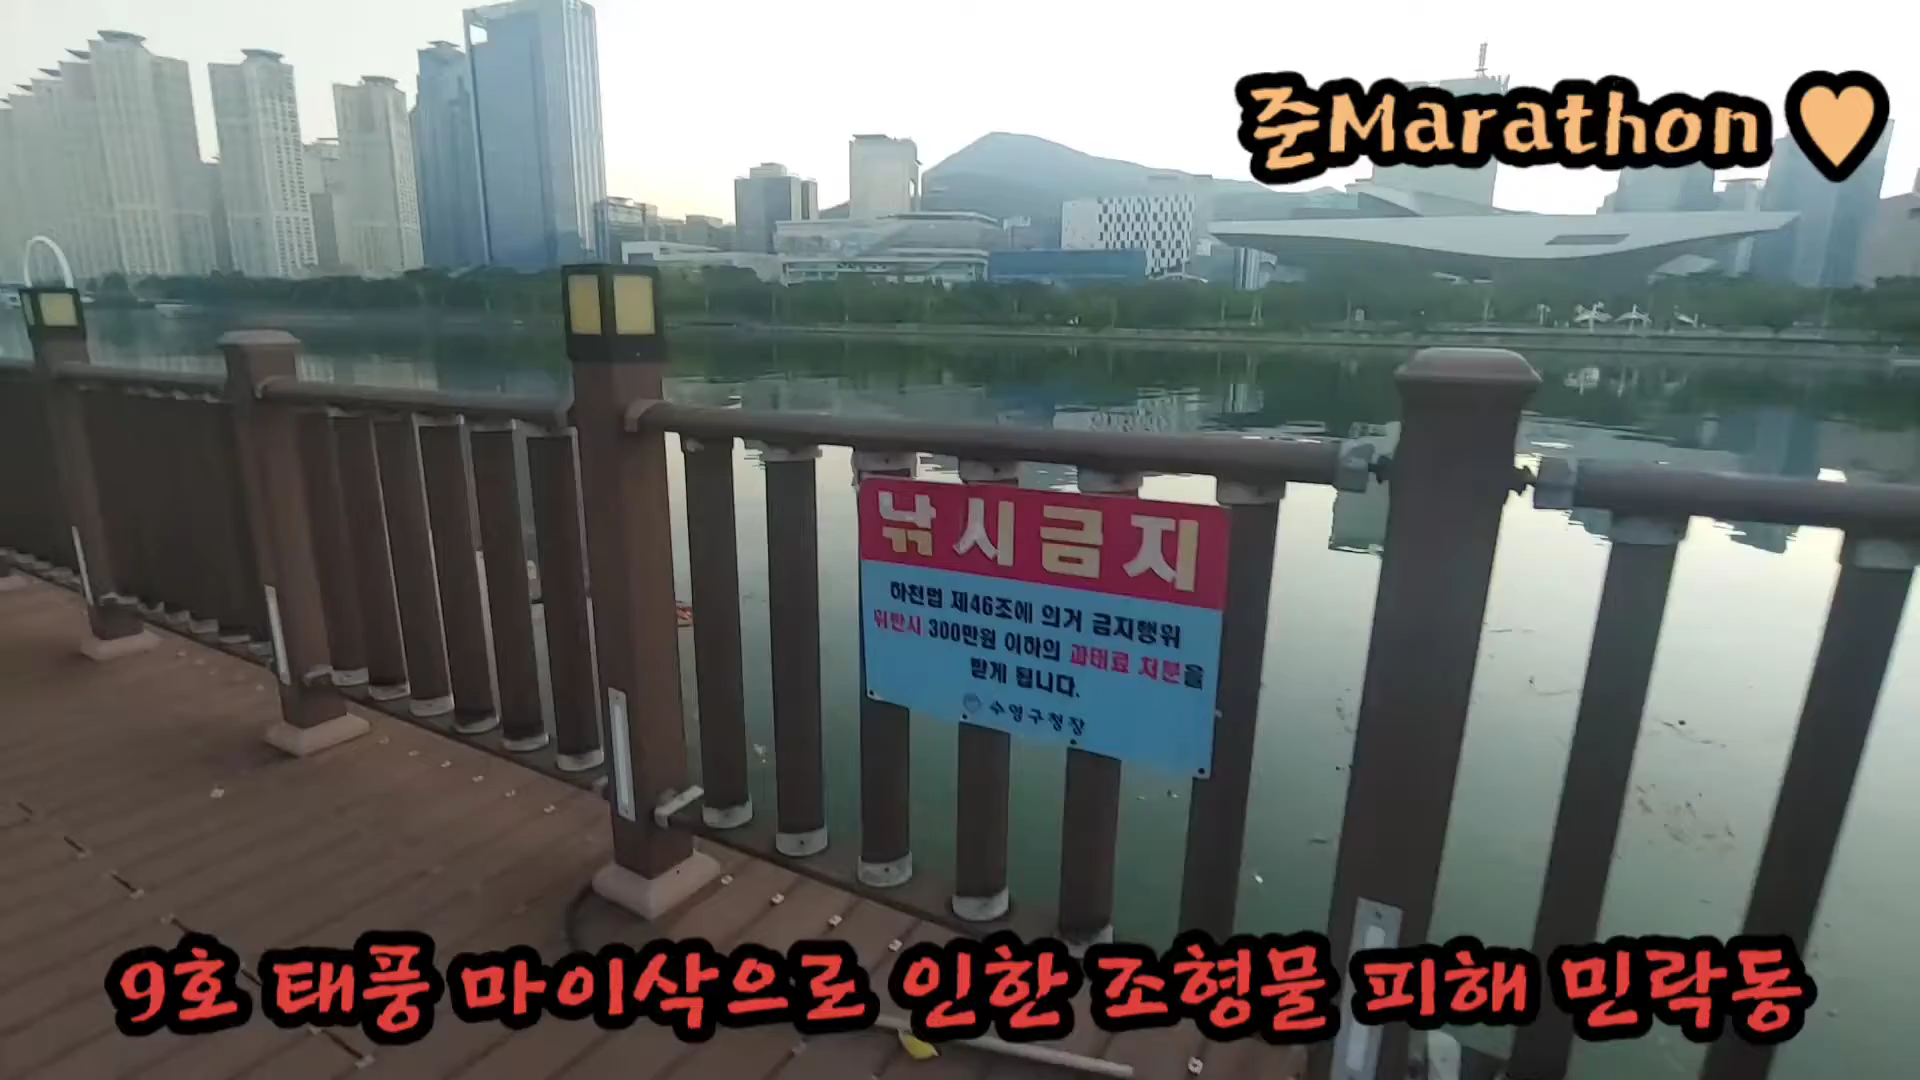 준Marathon
낚시금지
하천법 제46조에 의거 금지행위
위반시 300만원 이하의 과태료 처분을
받게 됩니다.
수영구청장
9호 태풍 마이삭으로 인한 조형물 피해 민락동